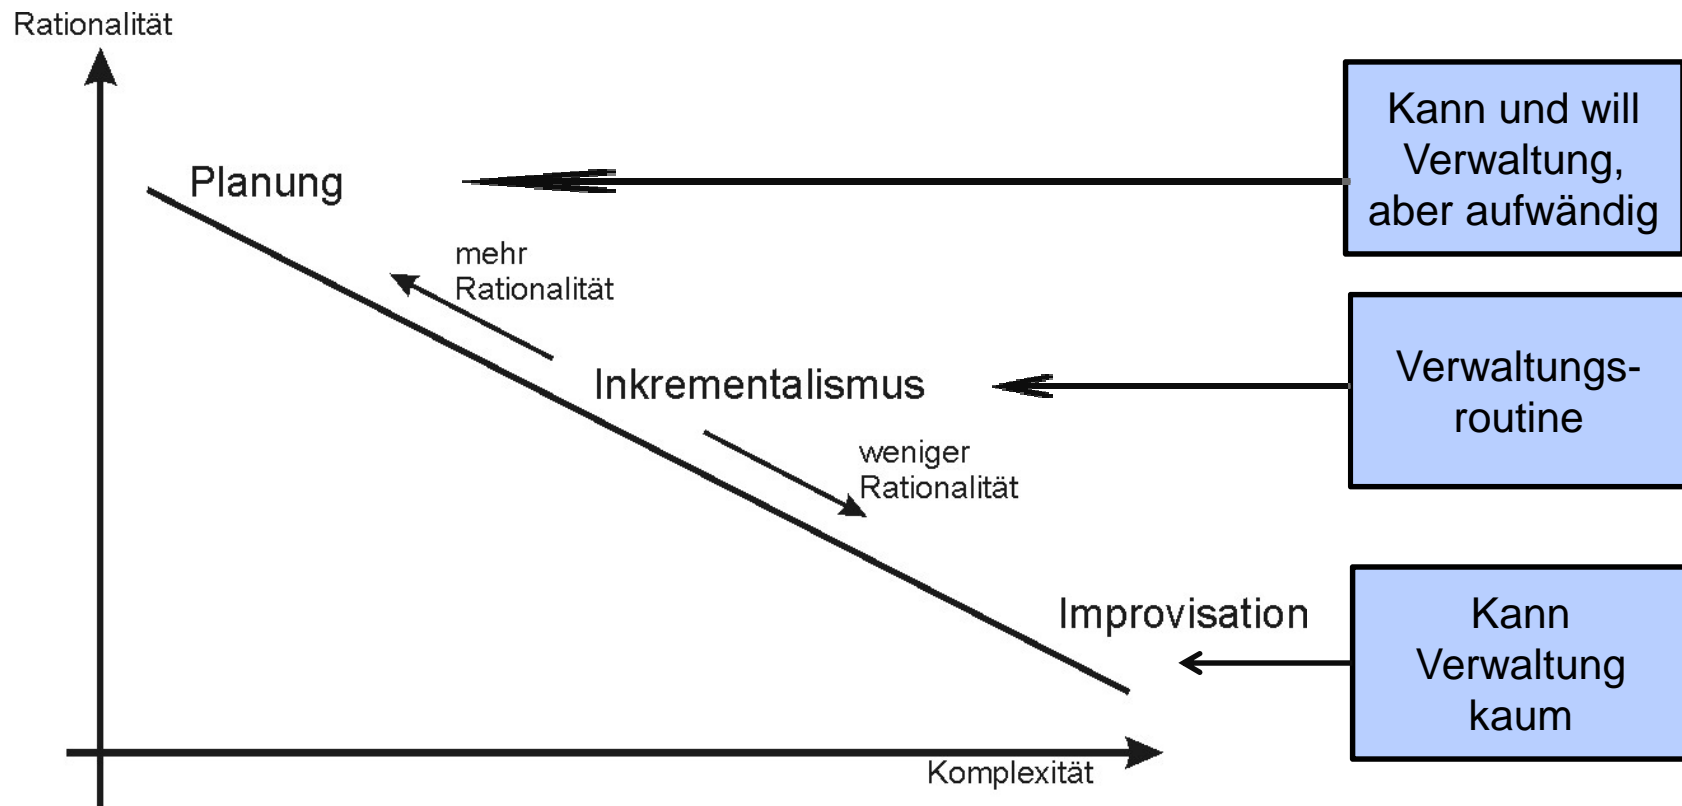 Rationalität
Kann und will
Verwaltung,
aber aufwändig
Planung
mehr
Rationalität
Inkrementalismus
Verwaltungs-
routine
weniger
Rationalität
Improvisation
Kann
Verwaltung
kaum
Komplexität